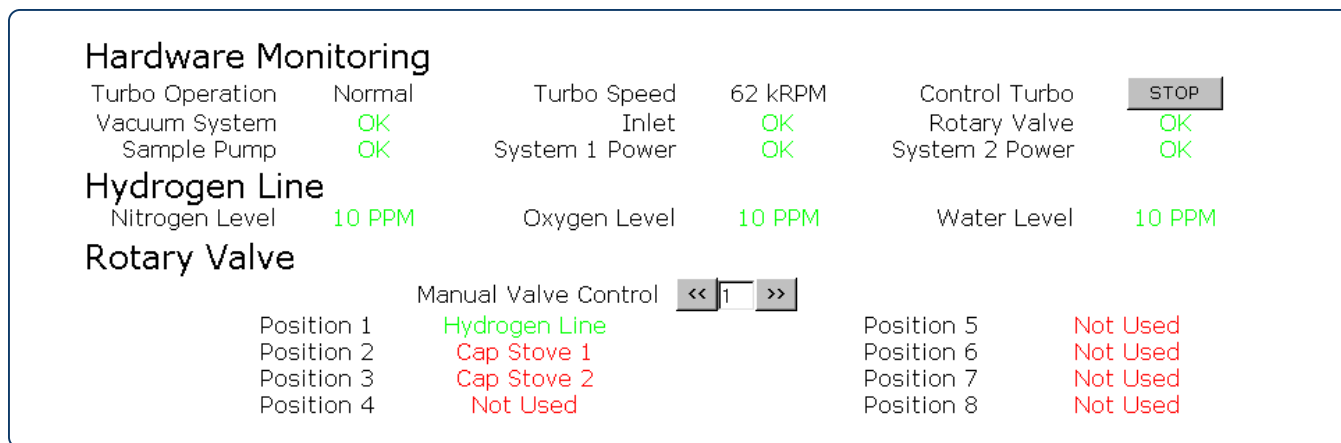 Hardware Monitoring
Turbo Operation Normal Turbo Speed 62 kRPM Control Turbo STOP
Vacuum System OK Inlet OK Rotary Valve OK
Sample Pump OK System 1 Power OK System 2 Power OK
Hydrogen Line
Nitrogen Level 10 PPM Oxygen Level 10 PPM Water Level 10 PPM
Rotary Valve
Manual Valve Control << 1 >>
Position 1 Hydrogen Line Position 5 Not Used
Position 2 Cap Stove 1 Position 6 Not Used
Position 3 Cap Stove 2 Position 7 Not Used
Position 4 Not Used Position 8 Not Used